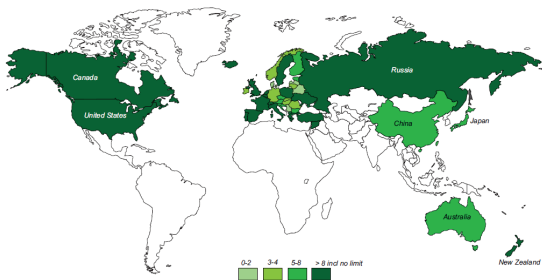 Canada
Russia
United States
China
Japan
Australia
New Zealand
0-2 3-4 5-8 > 8 incl no limit